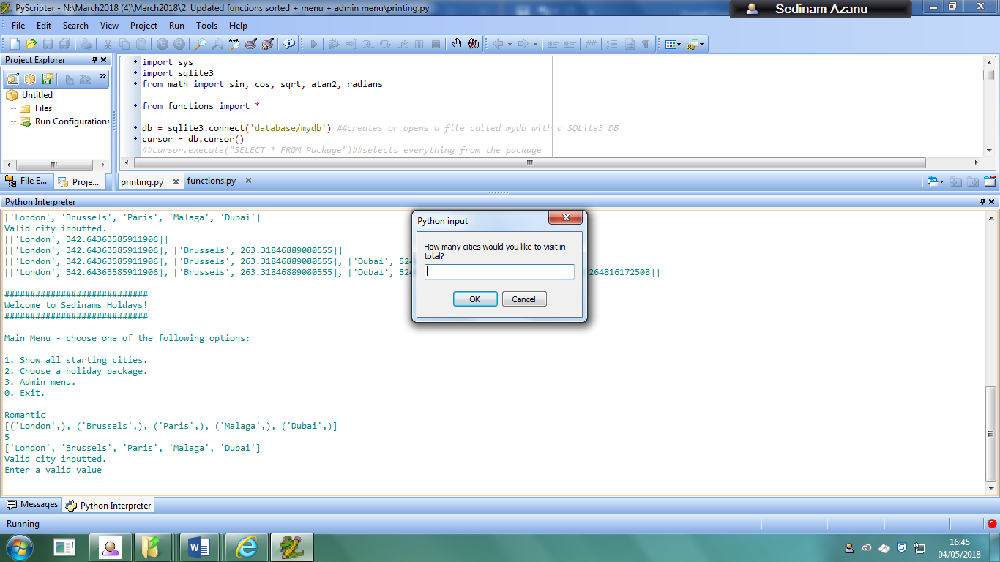 PyScripter - N:\March2018 (4)\March2018\2. Updated functions sorted + menu + admin menu\printing.py
Sedinam Azanu
File Edit Search View Project Run Tools Help
Project Explorer
Untitled
Files
Run Configurations
File E... Proje...
import sys
import sqlite3
from math import sin, cos, sqrt, atan2, radians
from functions import *
db = sqlite3.connect('database/mydb') ##creates or opens a file called mydb with a SQLite3 DB
cursor = db.cursor()
##cursor.execute("SELECT * FROM Package")##selects everything from the package
printing.py functions.py
Python Interpreter
['London', 'Brussels', 'Paris', 'Malaga', 'Dubai']
Valid city inputted.
[['London', 342.64363585911906]]
[['London', 342.64363585911906], ['Brussels', 263.31846889080555]]
[['London', 342.64363585911906], ['Brussels', 263.31846889080555], ['Dubai', 524
[['London', 342.64363585911906], ['Brussels', 263.31846889080555], ['Dubai', 524 264816172508]]
############################
Welcome to Sedinams Holdays!
############################
Main Menu - choose one of the following options:
1. Show all starting cities.
2. Choose a holiday package.
3. Admin menu.
0. Exit.
Romantic
[('London',), ('Brussels',), ('Paris',), ('Malaga',), ('Dubai',)]
5
['London', 'Brussels', 'Paris', 'Malaga', 'Dubai']
Valid city inputted.
Enter a valid value
Python input
How many cities would you like to visit in
total?
OK Cancel
Messages Python Interpreter
Running
16:45
04/05/2018